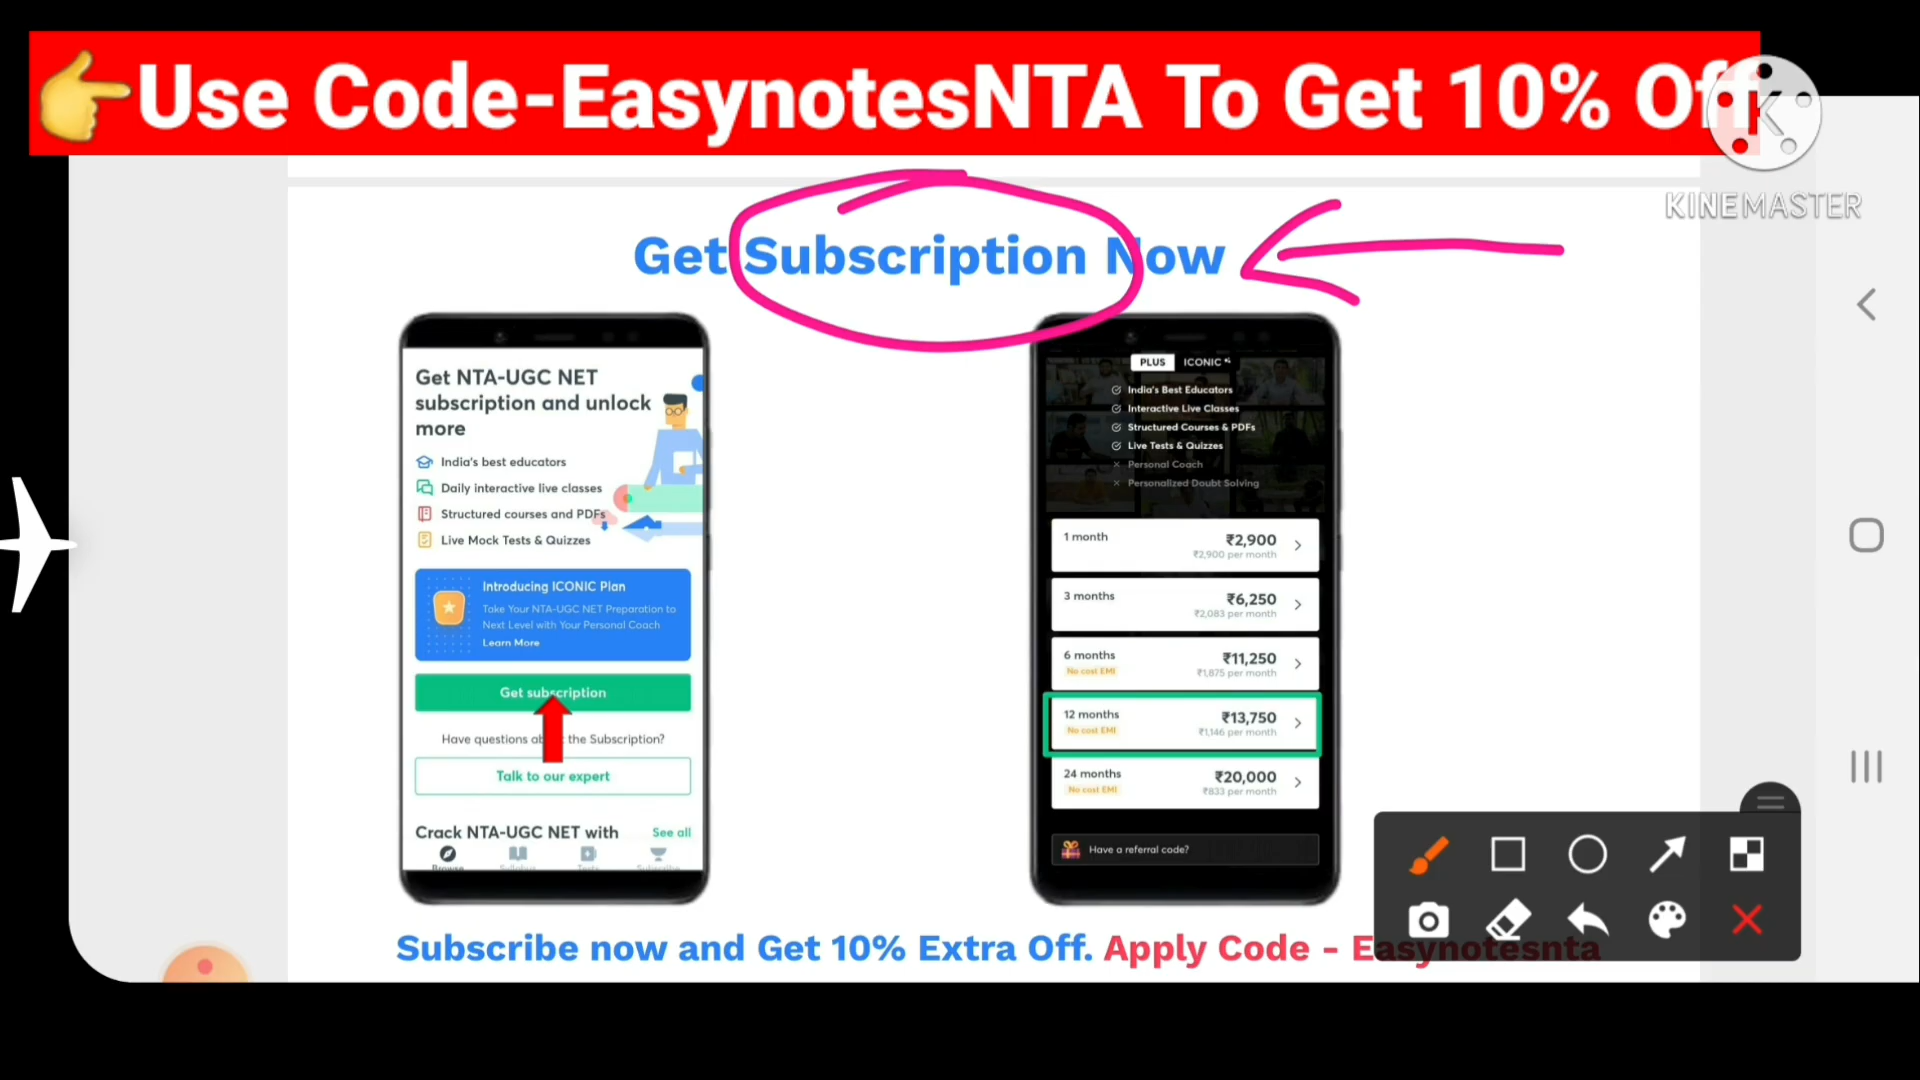 👉Use Code-EasynotesNTA To Get 10% Off
KINEMASTER
Get Subscription Now
Get NTA-UGC NET
subscription and unlock
more
India's best educators
Daily interactive live classes
Structured courses and PDFs
Live Mock Tests & Quizzes
Introducing ICONIC Plan
Take Your NTA-UGC NET Preparation to
Next Level with Your Personal Coach
Learn More
Get subscription
Have questions about the Subscription?
Talk to our expert
Crack NTA-UGC NET with
See all
Browse
Syllabus
Tests
Subscribe
PLUS
ICONIC
India's Best Educators
Interactive Live Classes
Structured Courses & PDFs
Live Tests & Quizzes
Personal Coach
Personalized Doubt Solving
1 month
₹2,900
₹2,900 per month
3 months
₹6,250
₹2,083 per month
6 months
₹11,250
No cost EMI
₹1,875 per month
12 months
₹13,750
No cost EMI
₹1,146 per month
24 months
₹20,000
No cost EMI
₹833 per month
Have a referral code?
Subscribe now and Get 10% Extra Off. Apply Code - Easynotesnta